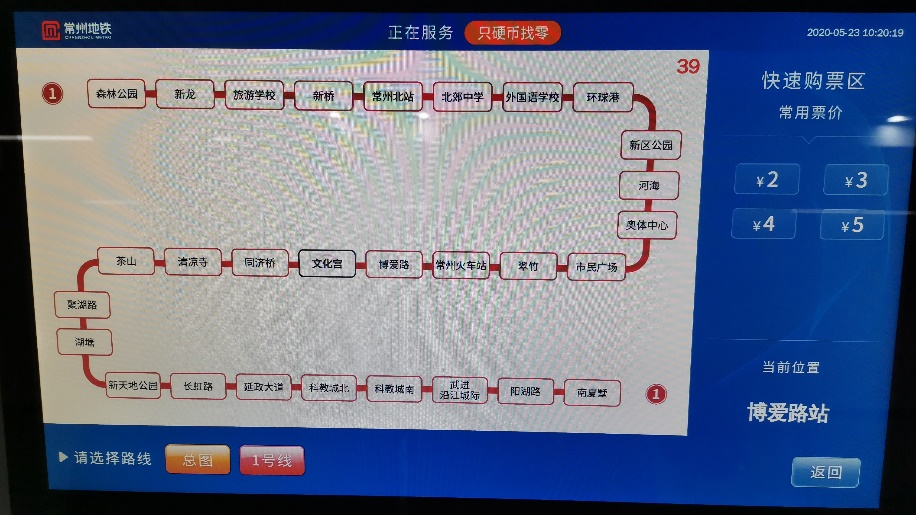 常州地铁
CHANGZHOU METRO
正在服务
只硬币找零
2020-05-23 10:20:19
39
快速购票区
常用票价
¥2
¥3
¥4
¥5
1
森林公园
新龙
旅游学校
新桥
常州北站
北郊中学
外国语学校
环球港
新区公园
河海
奥体中心
市民广场
翠竹
常州火车站
博爱路
文化宫
同济桥
清凉寺
茶山
聚湖路
湖塘
新天地公园
长虹路
延政大道
科教城北
科教城南
武进
沿江城际
阳湖路
南夏墅
1
当前位置
博爱路站
请选择路线
总图
1号线
返回